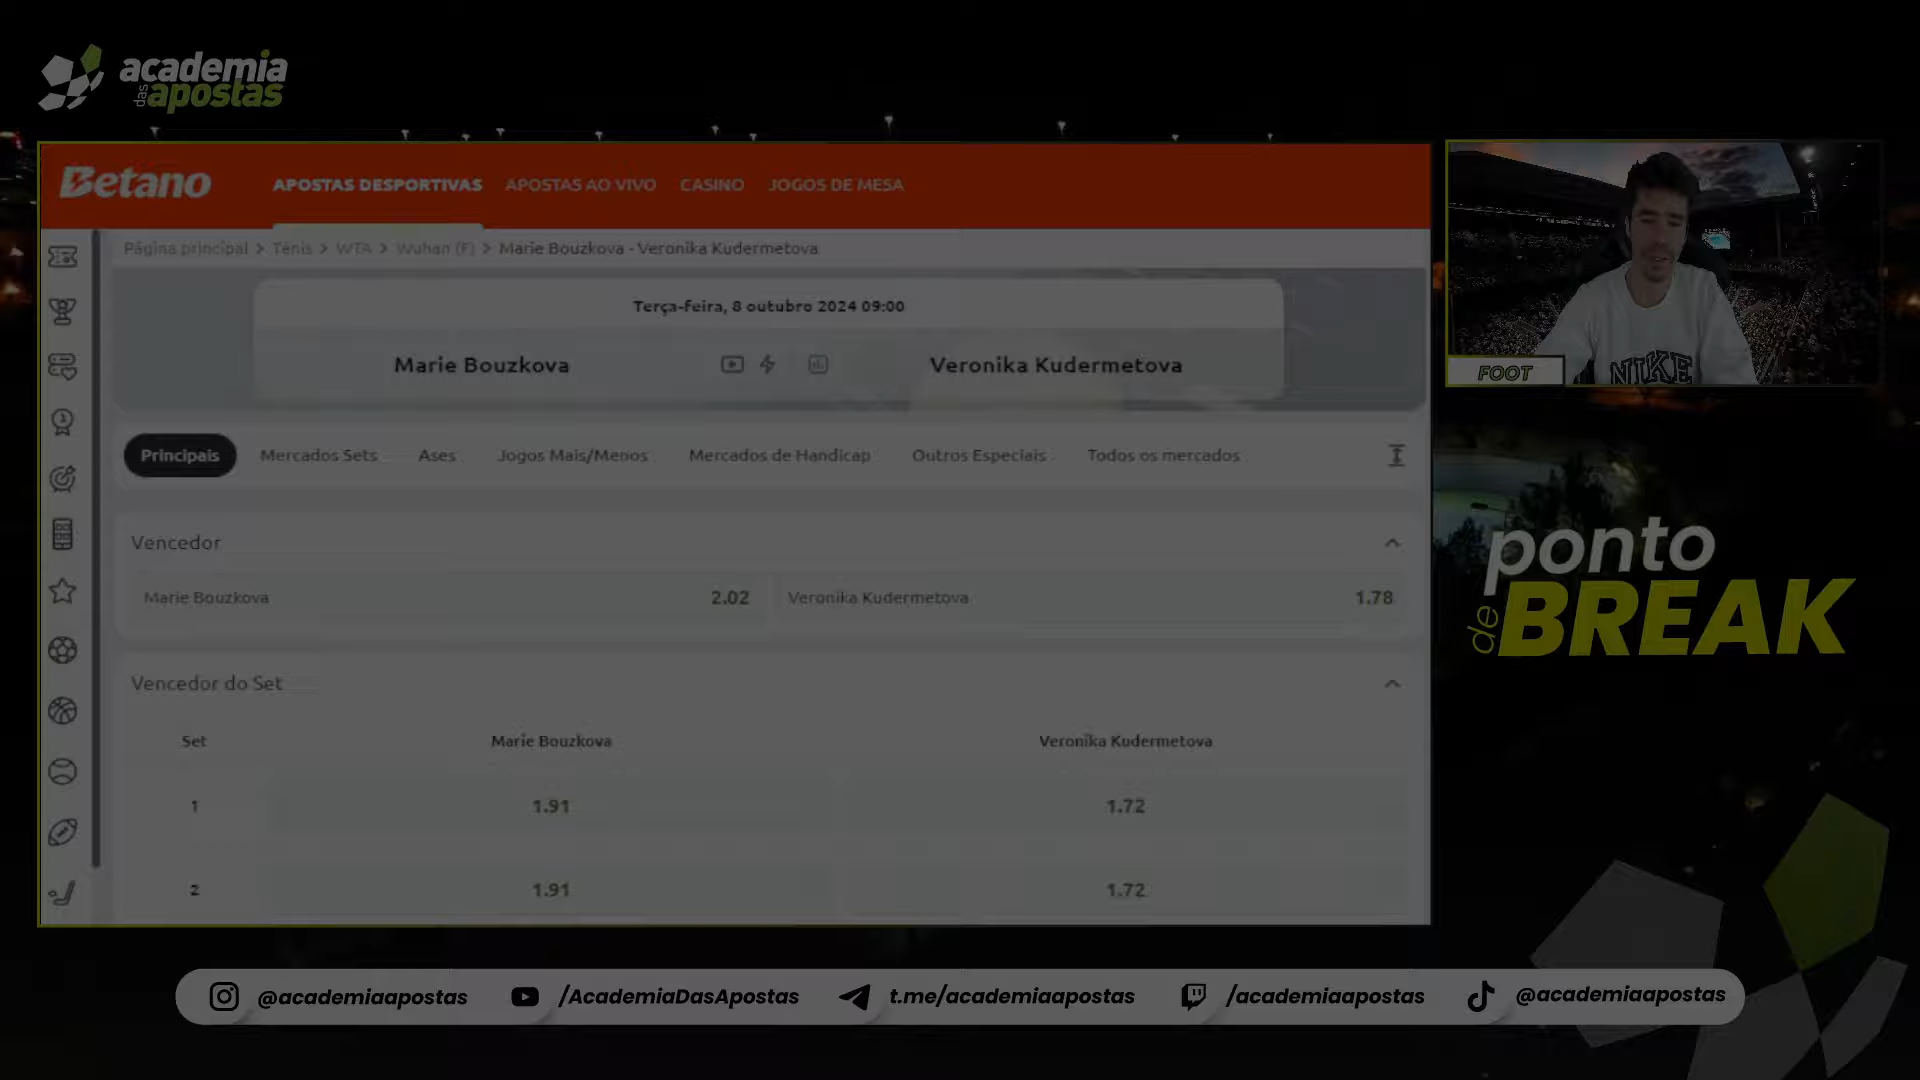 academia
das apostas
Betano
APOSTAS DESPORTIVAS
APOSTAS AO VIVO
CASINO
JOGOS DE MESA
Página principal > Ténis > WTA > Wuhan (F) > Marie Bouzkova - Veronika Kudermetova
Terça-feira, 8 outubro 2024 09:00
Marie Bouzkova
Veronika Kudermetova
Principais
Mercados Sets
Ases
Jogos Mais/Menos
Mercados de Handicap
Outros Especiais
Todos os mercados
Vencedor
Marie Bouzkova 2.02
Veronika Kudermetova 1.78
Vencedor do Set
Set Marie Bouzkova Veronika Kudermetova
1 1.91 1.72
2 1.91 1.72
NIKE
FOOT
ponto
de BREAK
@academiaapostas
/AcademiaDasApostas
t.me/academiaapostas
/academiaapostas
@academiaapostas